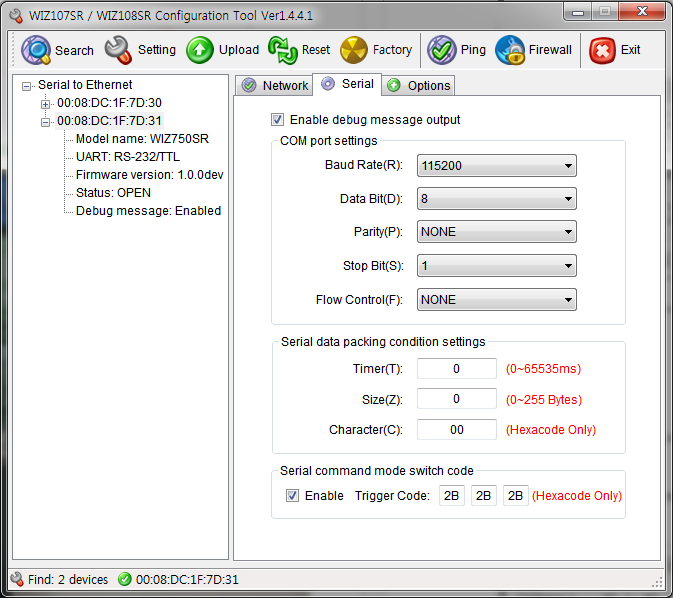 WIZ107SR / WIZ108SR Configuration Tool Ver1.4.4.1
Search Setting Upload Reset Factory Ping Firewall Exit
Serial to Ethernet
00:08:DC:1F:7D:30
00:08:DC:1F:7D:31
Model name: WIZ750SR
UART: RS-232/TTL
Firmware version: 1.0.0dev
Status: OPEN
Debug message: Enabled
Network Serial Options
Enable debug message output
COM port settings
Baud Rate(R): 115200
Data Bit(D): 8
Parity(P): NONE
Stop Bit(S): 1
Flow Control(F): NONE
Serial data packing condition settings
Timer(T): 0 (0~65535ms)
Size(Z): 0 (0~255 Bytes)
Character(C): 00 (Hexacode Only)
Serial command mode switch code
Enable Trigger Code: 2B 2B 2B (Hexacode Only)
Find: 2 devices 00:08:DC:1F:7D:31